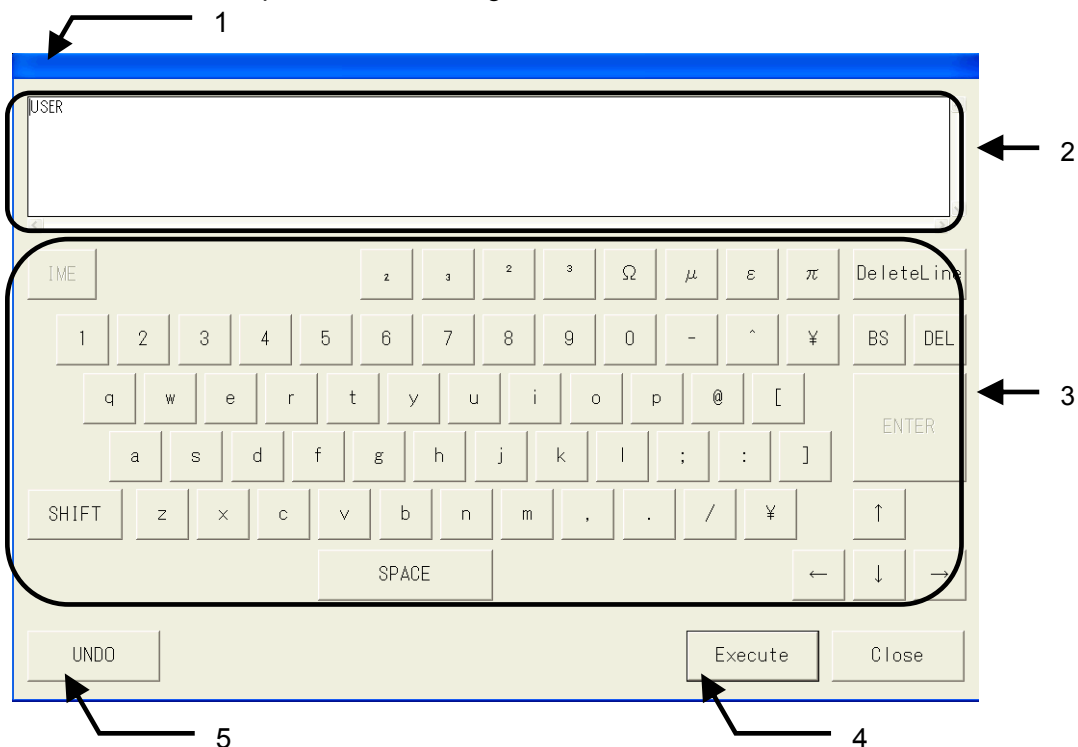 1
USER
2
IME ₂ ₃ ² ³ Ω μ ε π DeleteLine
1 2 3 4 5 6 7 8 9 0 - ^ ¥ BS DEL
q w e r t y u i o p @ [
3
ENTER
a s d f g h j k l ; : ]
SHIFT z x c v b n m , . / ¥ ↑
SPACE ← ↓ →
UNDO Execute Close
5 4